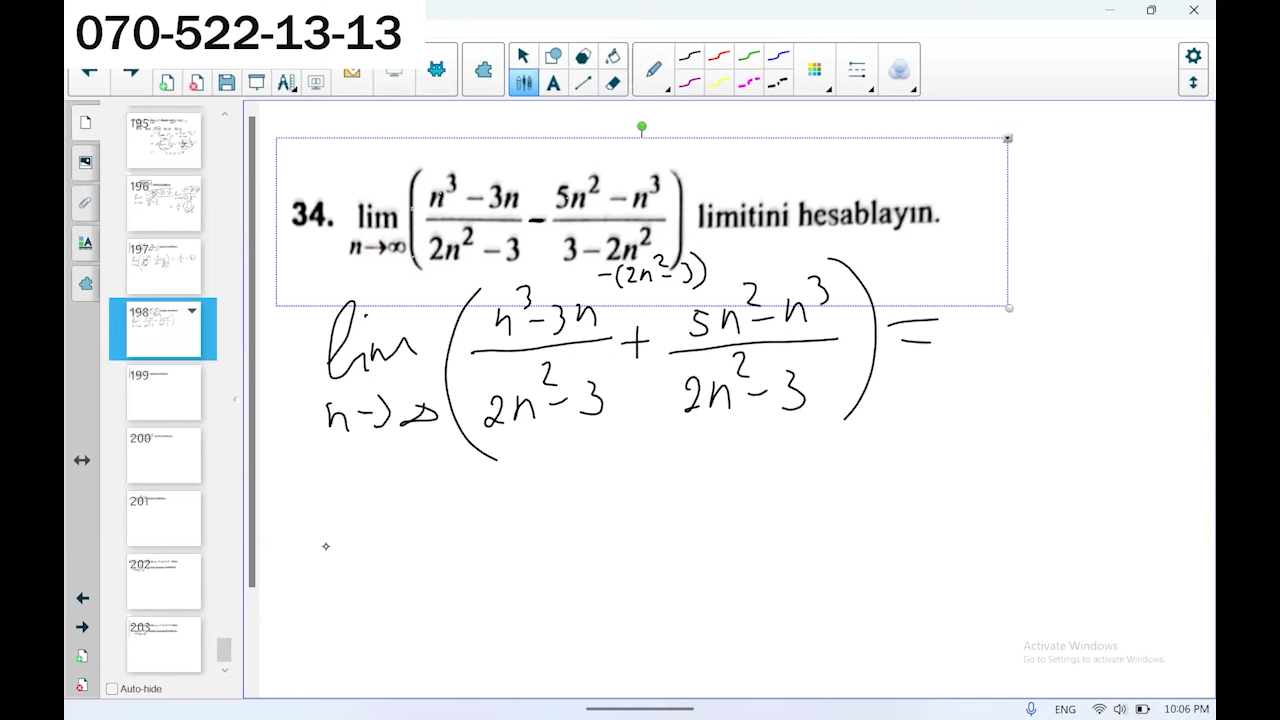 070-522-13-13
195
196
197
198
199
200
201
202
203
34. lim n→∞ ( (n³ − 3n)/(2n² − 3) − (5n² − n³)/(3 − 2n²) ) limitini hesablayın.
−(2n² − 3)
lim n→∞ ( (n³ − 3n)/(2n² − 3) + (5n² − n³)/(2n² − 3) ) =
Activate Windows
Go to Settings to activate Windows.
Auto-hide
ENG 10:06 PM